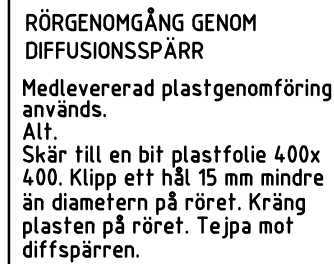 RÖRGENOMGÅNG GENOM
DIFFUSIONSSPÄRR
Medlevererad plastgenomföring
används.
Alt.
Skär till en bit plastfolie 400x
400. Klipp ett hål 15 mm mindre
än diametern på röret. Kräng
plasten på röret. Tejpa mot
diffspärren.